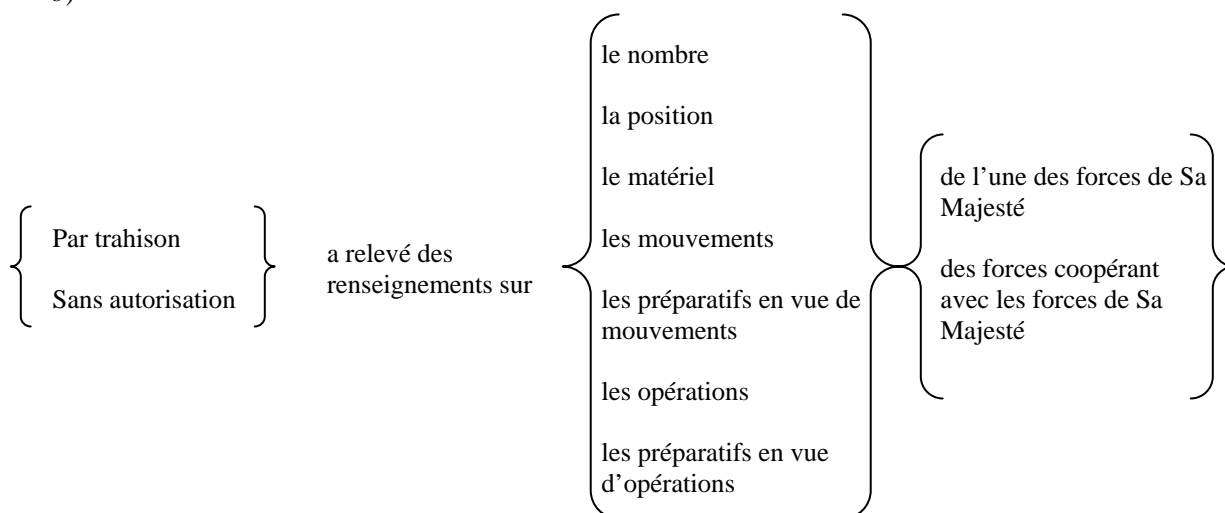 Par trahison
Sans autorisation
a relevé des
renseignements sur
le nombre
la position
le matériel
les mouvements
les préparatifs en vue de
mouvements
les opérations
les préparatifs en vue
d’opérations
de l’une des forces de Sa
Majesté
des forces coopérant
avec les forces de Sa
Majesté